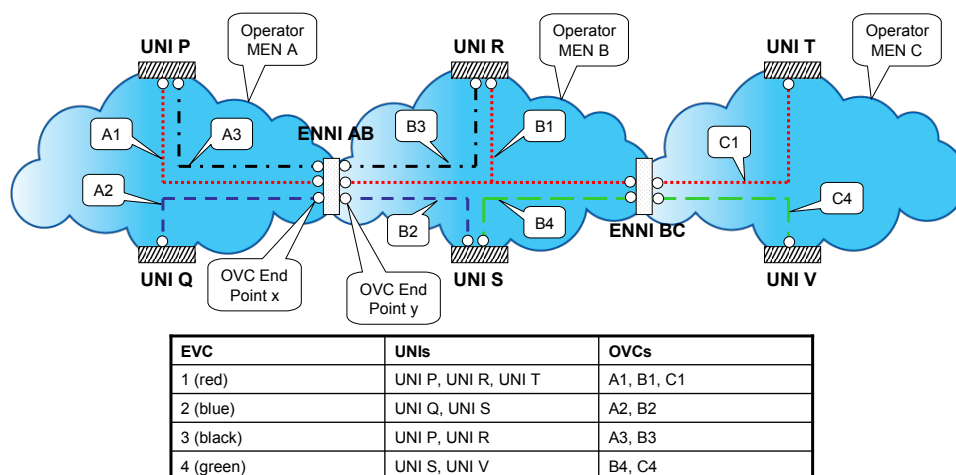 Operator
MEN A
Operator
MEN B
Operator
MEN C
UNI P
UNI R
UNI T
A1
A3
ENNI AB
B3
B1
C1
A2
B2
B4
C4
ENNI BC
UNI Q
OVC End
Point x
OVC End
Point y
UNI S
UNI V
EVC UNIs OVCs
1 (red) UNI P, UNI R, UNI T A1, B1, C1
2 (blue) UNI Q, UNI S A2, B2
3 (black) UNI P, UNI R A3, B3
4 (green) UNI S, UNI V B4, C4